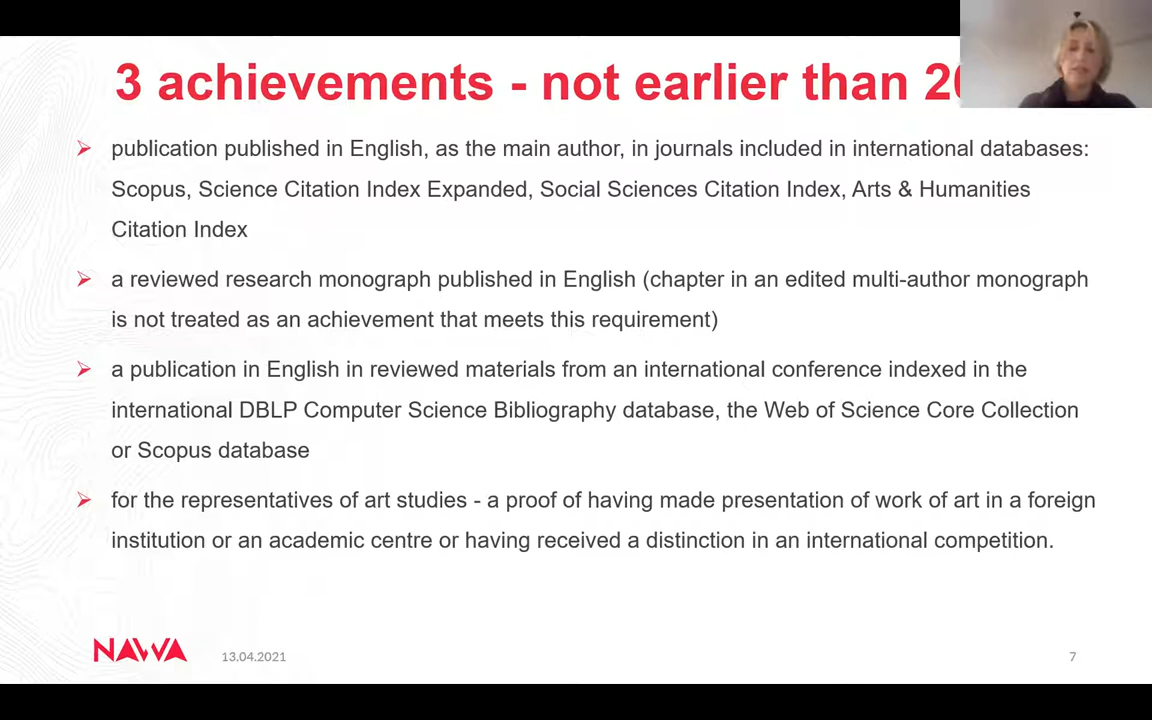 3 achievements - not earlier than
publication published in English, as the main author, in journals included in international databases:
Scopus, Science Citation Index Expanded, Social Sciences Citation Index, Arts & Humanities
Citation Index
a reviewed research monograph published in English (chapter in an edited multi-author monograph
is not treated as an achievement that meets this requirement)
a publication in English in reviewed materials from an international conference indexed in the
international DBLP Computer Science Bibliography database, the Web of Science Core Collection
or Scopus database
for the representatives of art studies - a proof of having made presentation of work of art in a foreign
institution or an academic centre or having received a distinction in an international competition.
NAWA 13.04.2021 7